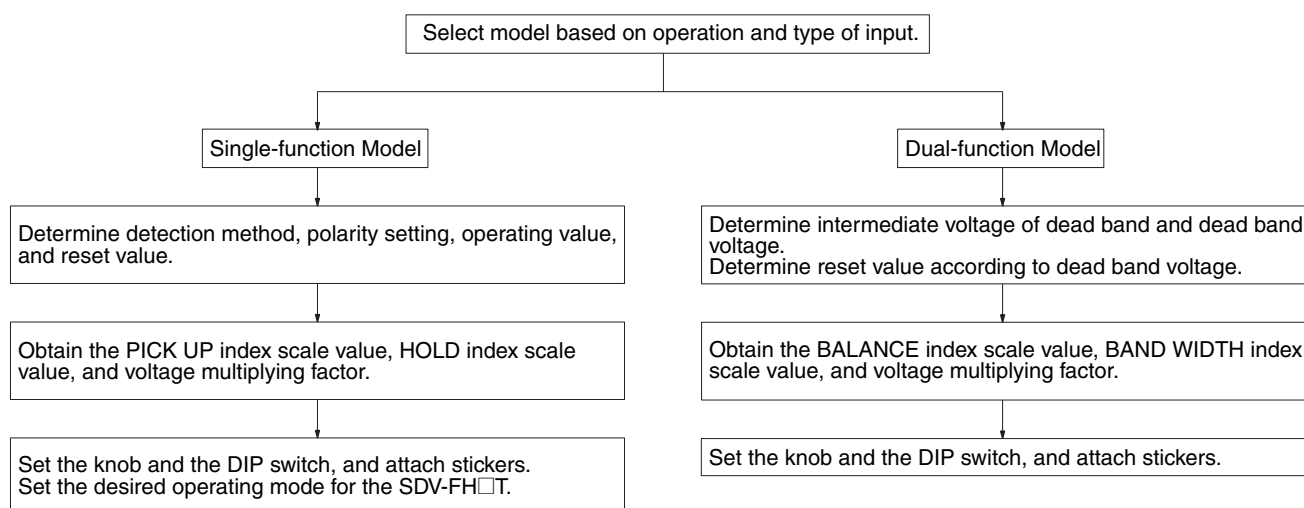 Select model based on operation and type of input.
Single-function Model
Determine detection method, polarity setting, operating value,
and reset value.
Obtain the PICK UP index scale value, HOLD index scale
value, and voltage multiplying factor.
Set the knob and the DIP switch, and attach stickers.
Set the desired operating mode for the SDV-FH□T.
Dual-function Model
Determine intermediate voltage of dead band and dead band
voltage.
Determine reset value according to dead band voltage.
Obtain the BALANCE index scale value, BAND WIDTH index
scale value, and voltage multiplying factor.
Set the knob and the DIP switch, and attach stickers.